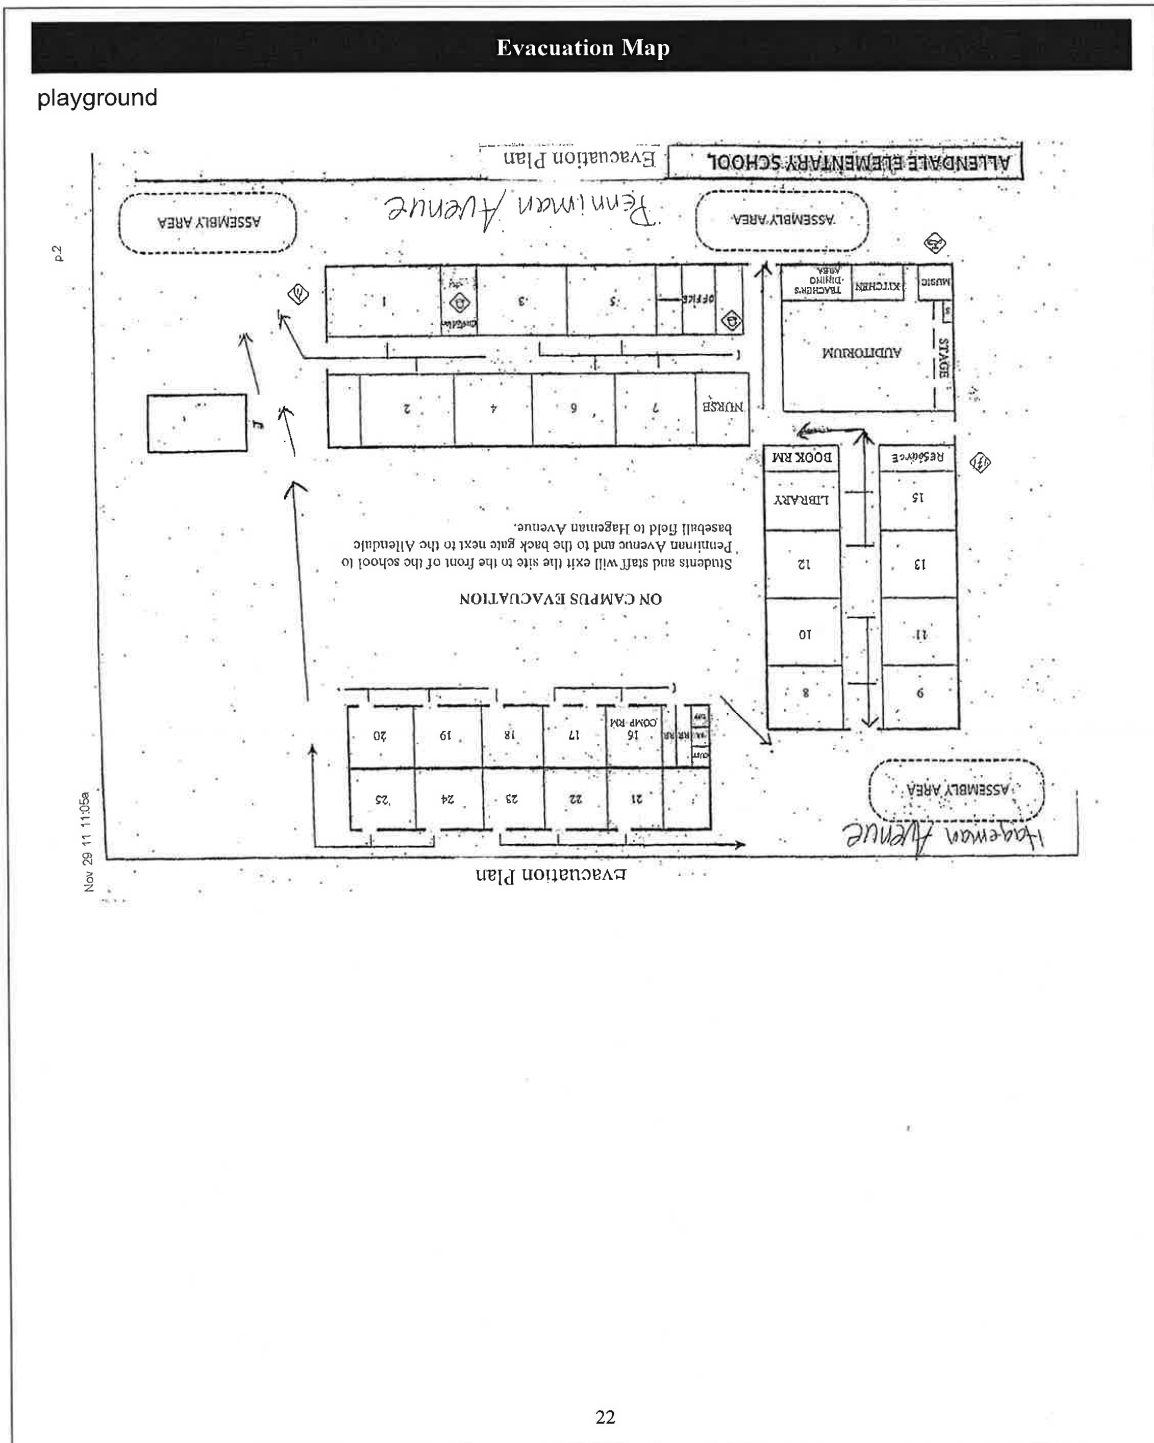 Evacuation Map
playground
ALLENDALE ELEMENTARY SCHOOL
Evacuation Plan
Penniman Avenue
ASSEMBLY AREA
ASSEMBLY AREA
p.2
MUSIC
KITCHEN
TEACHER'S
DINING
AREA
OFFICE
5
3
1
STAGE
AUDITORIUM
NURSE
7
6
4
2
P
RESOURCE
BOOK RM
15
LIBRARY
13
12
11
10
9
8
ON CAMPUS EVACUATION
Students and staff will exit the site to the front of the school to
Penniman Avenue and to the back gate next to the Allendale
baseball field to Hageman Avenue.
RR
RR
16
COMP RM
17
18
19
20
CUST
21
22
23
24
25
ASSEMBLY AREA
Hageman Avenue
Evacuation Plan
Nov 29 11 11:05a
22